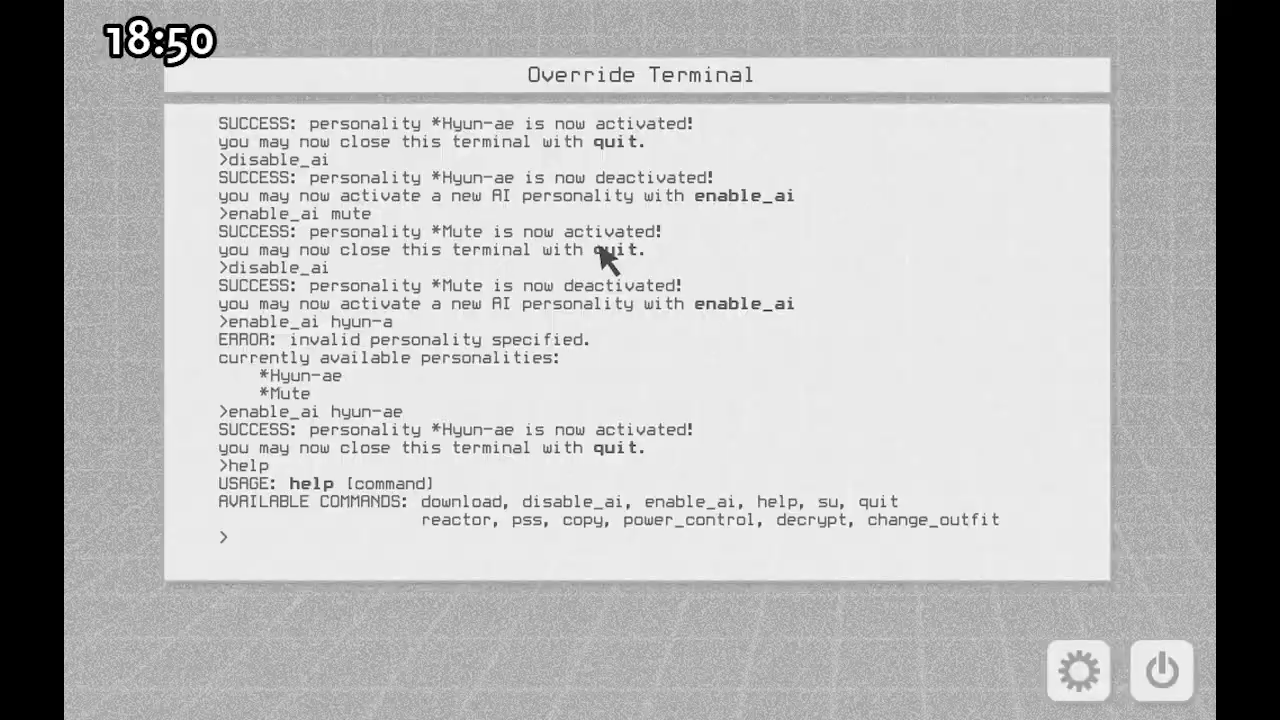 18:50
Override Terminal
SUCCESS: personality *Hyun-ae is now activated!
you may now close this terminal with quit.
>disable_ai
SUCCESS: personality *Hyun-ae is now deactivated!
you may now activate a new AI personality with enable_ai
>enable_ai mute
SUCCESS: personality *Mute is now activated!
you may now close this terminal with quit.
>disable_ai
SUCCESS: personality *Mute is now deactivated!
you may now activate a new AI personality with enable_ai
>enable_ai hyun-a
ERROR: invalid personality specified.
currently available personalities:
*Hyun-ae
*Mute
>enable_ai hyun-ae
SUCCESS: personality *Hyun-ae is now activated!
you may now close this terminal with quit.
>help
USAGE: help [command]
AVAILABLE COMMANDS: download, disable_ai, enable_ai, help, su, quit
reactor, pss, copy, power_control, decrypt, change_outfit
>